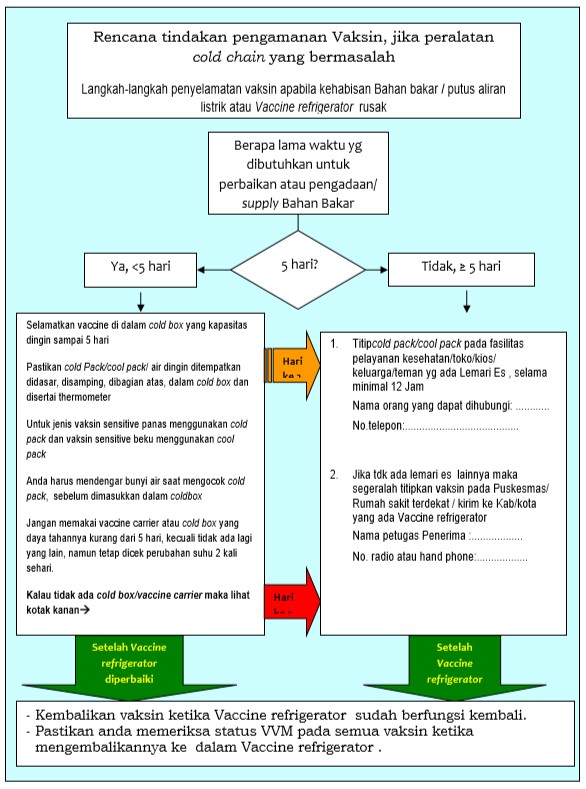 Rencana tindakan pengamanan Vaksin, jika peralatan
cold chain yang bermasalah
Langkah-langkah penyelamatan vaksin apabila kehabisan Bahan bakar / putus aliran
listrik atau Vaccine refrigerator rusak
Berapa lama waktu yg
dibutuhkan untuk
perbaikan atau pengadaan/
supply Bahan Bakar
5 hari?
Ya, <5 hari
Tidak, ≥ 5 hari
Selamatkan vaccine di dalam cold box yang kapasitas
dingin sampai 5 hari
Pastikan cold Pack/cool pack/ air dingin ditempatkan
didasar, disamping, dibagian atas, dalam cold box dan
disertai thermometer
Untuk jenis vaksin sensitive panas menggunakan cold
pack dan vaksin sensitive beku menggunakan cool
pack
Anda harus mendengar bunyi air saat mengocok cold
pack, sebelum dimasukkan dalam coldbox
Jangan memakai vaccine carrier atau cold box yang
daya tahannya kurang dari 5 hari, kecuali tidak ada lagi
yang lain, namun tetap dicek perubahan suhu 2 kali
sehari.
Kalau tidak ada cold box/vaccine carrier maka lihat
kotak kanan→
Hari
Hari
1. Titipcold pack/cool pack pada fasilitas
pelayanan kesehatan/toko/kios/
keluarga/teman yg ada Lemari Es , selama
minimal 12 Jam
Nama orang yang dapat dihubungi: ............
No.telepon:.......................................
2. Jika tdk ada lemari es lainnya maka
segeralah titipkan vaksin pada Puskesmas/
Rumah sakit terdekat / kirim ke Kab/kota
yang ada Vaccine refrigerator
Nama petugas Penerima :..................
No. radio atau hand phone:..................
Setelah Vaccine
refrigerator
diperbaiki
Setelah
Vaccine
refrigerator
- Kembalikan vaksin ketika Vaccine refrigerator sudah berfungsi kembali.
- Pastikan anda memeriksa status VVM pada semua vaksin ketika
mengembalikannya ke dalam Vaccine refrigerator .